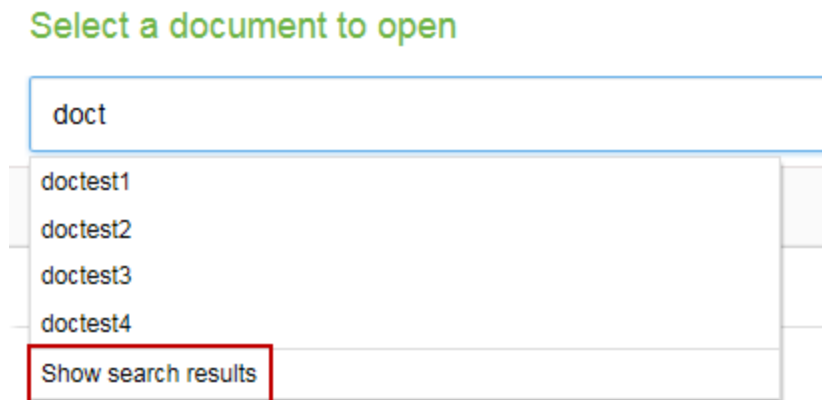 Select a document to open
doct
doctest1
doctest2
doctest3
doctest4
Show search results